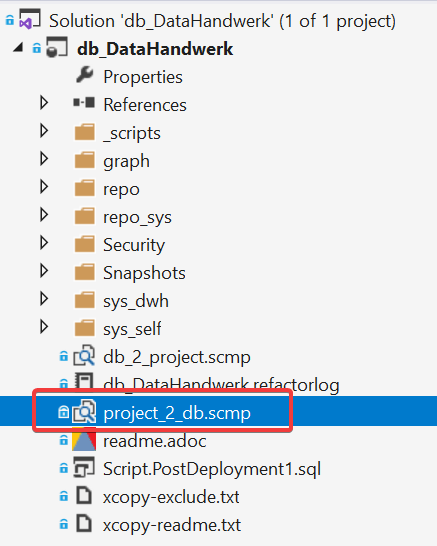 Solution 'db_DataHandwerk' (1 of 1 project)
db_DataHandwerk
Properties
References
_scripts
graph
repo
repo_sys
Security
Snapshots
sys_dwh
sys_self
db_2_project.scmp
db_DataHandwerk.refactorlog
project_2_db.scmp
readme.adoc
Script.PostDeployment1.sql
xcopy-exclude.txt
xcopy-readme.txt